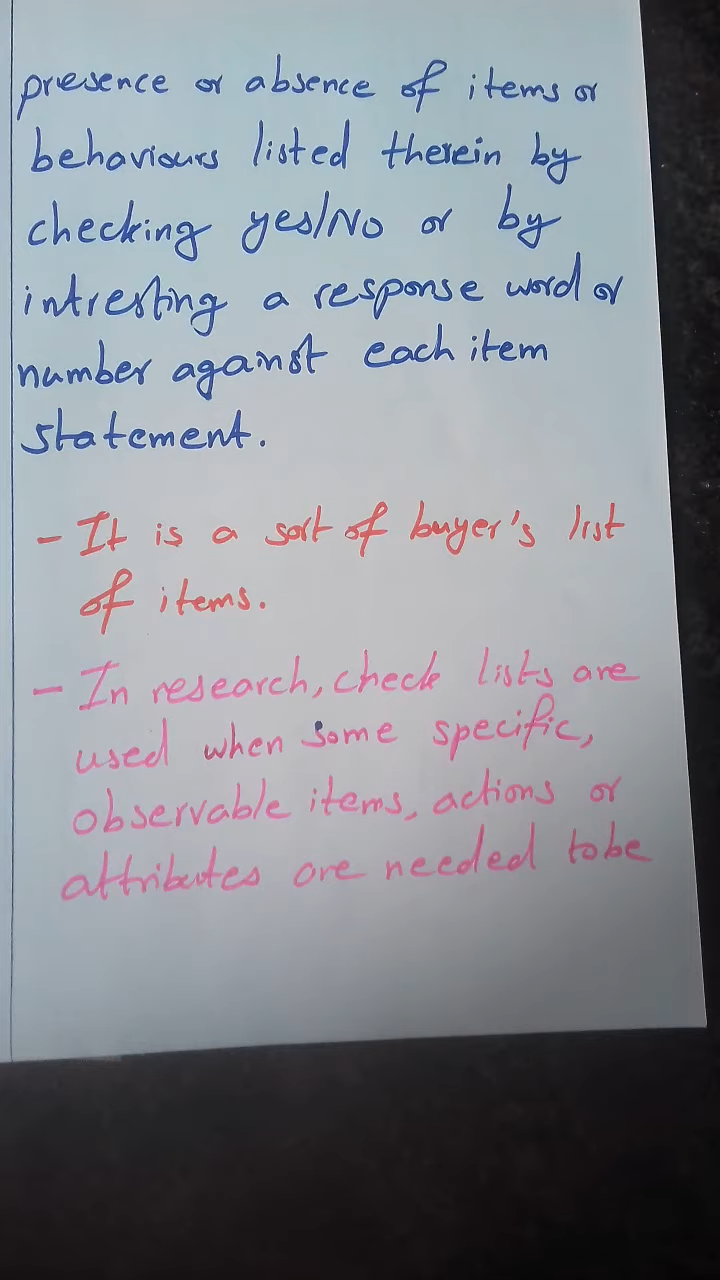 presence or absence of items or
behaviours listed therein by
checking yes/No or by
intresting a response word or
number against each item
statement.
- It is a sort of buyer's list
of items.
- In research, check lists are
used when some specific,
observable items, actions or
attributes are needed tobe